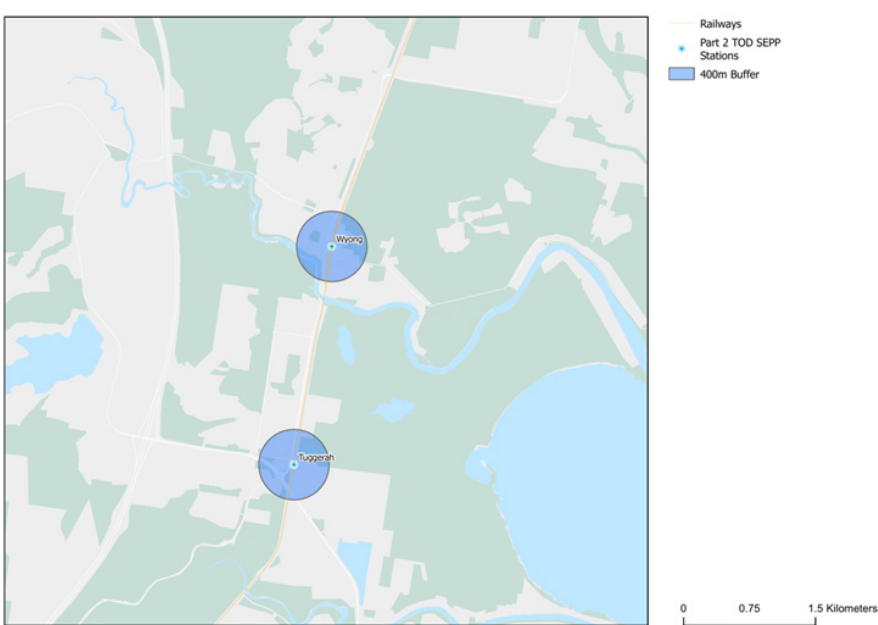 Railways
Part 2 TOD SEPP
Stations
400m Buffer
Wyong
Tuggerah
0 0.75 1.5 Kilometers